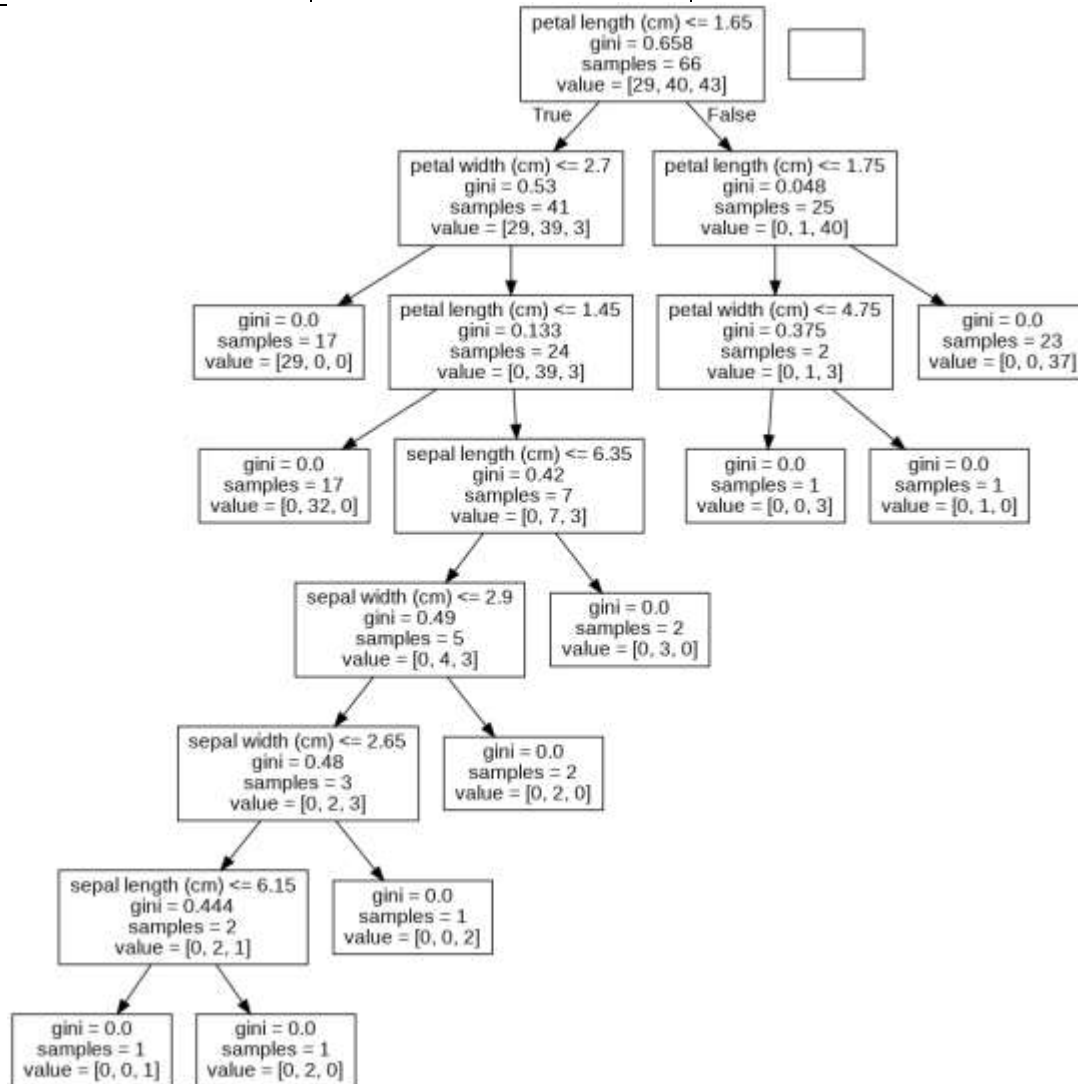 petal length (cm) <= 1.65
gini = 0.658
samples = 66
value = [29, 40, 43]
True
False
petal width (cm) <= 2.7
gini = 0.53
samples = 41
value = [29, 39, 3]
petal length (cm) <= 1.75
gini = 0.048
samples = 25
value = [0, 1, 40]
gini = 0.0
samples = 17
value = [29, 0, 0]
petal length (cm) <= 1.45
gini = 0.133
samples = 24
value = [0, 39, 3]
petal width (cm) <= 4.75
gini = 0.375
samples = 2
value = [0, 1, 3]
gini = 0.0
samples = 23
value = [0, 0, 37]
gini = 0.0
samples = 17
value = [0, 32, 0]
sepal length (cm) <= 6.35
gini = 0.42
samples = 7
value = [0, 7, 3]
gini = 0.0
samples = 1
value = [0, 0, 3]
gini = 0.0
samples = 1
value = [0, 1, 0]
sepal width (cm) <= 2.9
gini = 0.49
samples = 5
value = [0, 4, 3]
gini = 0.0
samples = 2
value = [0, 3, 0]
sepal width (cm) <= 2.65
gini = 0.48
samples = 3
value = [0, 2, 3]
gini = 0.0
samples = 2
value = [0, 2, 0]
sepal length (cm) <= 6.15
gini = 0.444
samples = 2
value = [0, 2, 1]
gini = 0.0
samples = 1
value = [0, 0, 2]
gini = 0.0
samples = 1
value = [0, 0, 1]
gini = 0.0
samples = 1
value = [0, 2, 0]